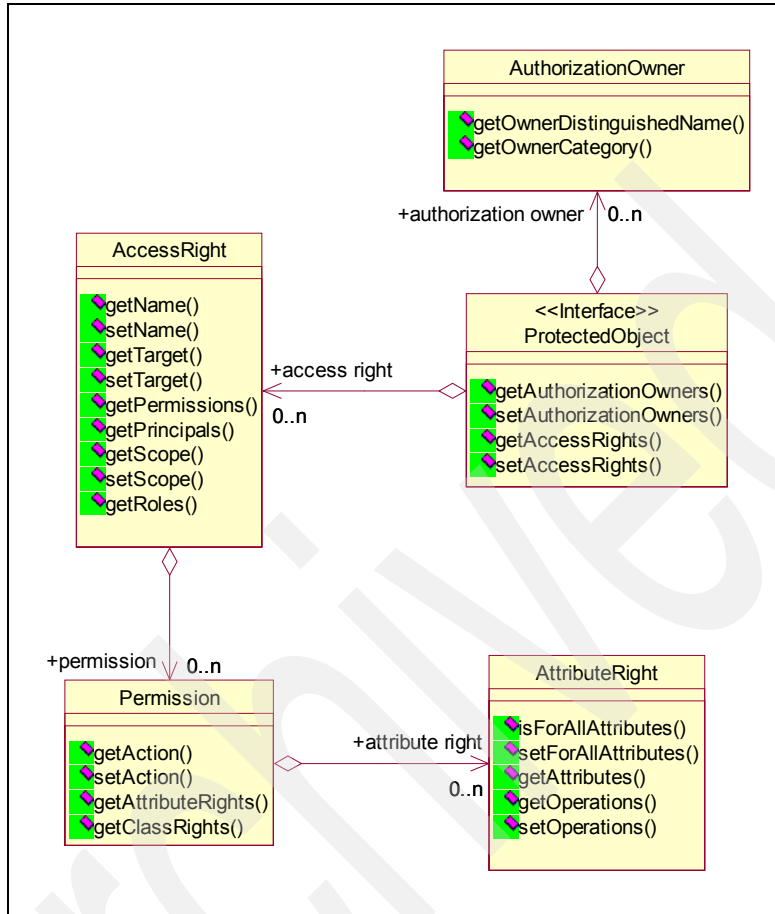 AuthorizationOwner
getOwnerDistinguishedName()
getOwnerCategory()
+authorization owner
0..n
AccessRight
getName()
setName()
getTarget()
setTarget()
getPermissions()
getPrincipals()
getScope()
setScope()
getRoles()
+access right
0..n
<<Interface>>
ProtectedObject
getAuthorizationOwners()
setAuthorizationOwners()
getAccessRights()
setAccessRights()
+permission
0..n
Permission
getAction()
setAction()
getAttributeRights()
getClassRights()
+attribute right
0..n
AttributeRight
isForAllAttributes()
setForAllAttributes()
getAttributes()
getOperations()
setOperations()